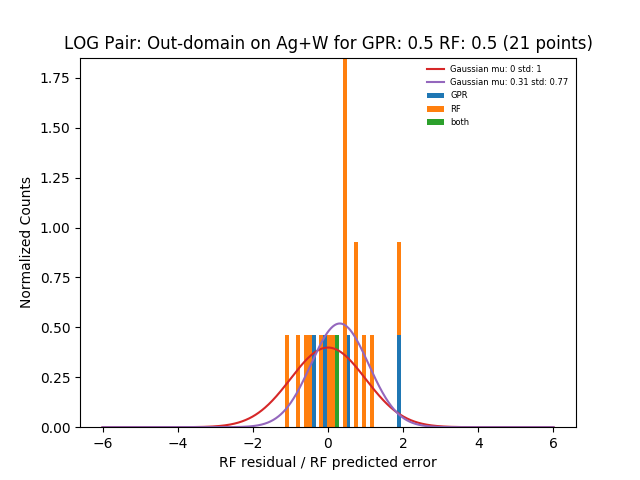 LOG Pair: Out-domain on Ag+W for GPR: 0.5 RF: 0.5 (21 points)
Gaussian mu: 0 std: 1
Gaussian mu: 0.31 std: 0.77
GPR
RF
both
Normalized Counts
1.75
1.50
1.25
1.00
0.75
0.50
0.25
0.00
−6 −4 −2 0 2 4 6
RF residual / RF predicted error